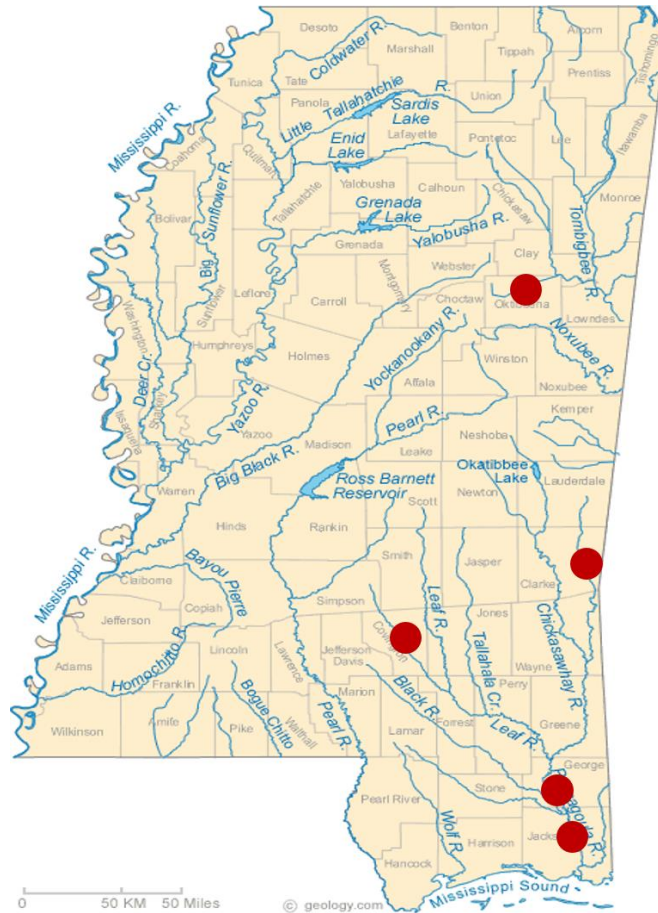 Desoto
Coldwater R.
Marshall
Benton
Tippah
Alcorn
Tishomingo
Prentiss
Tunica
Tate
Panola
Little Tallahatchie R.
Sardis
Lake
Union
Lafayette
Pontotoc
Lee
Itawamba
Mississippi R.
Coahoma
Quitman
Enid
Lake
Tallahatchie
Yalobusha
Calhoun
Chickasaw
Monroe
Bolivar
Big Sunflower R.
Grenada
Lake
Grenada
Yalobusha R.
Tombigbee R.
Clay
Webster
Montgomery
Choctaw
Oktibbeha
Lowndes
Leflore
Carroll
Sunflower
Washington
Deer Cr.
Humphreys
Holmes
Yockanookany R.
Attala
Winston
Noxubee R.
Noxubee
Sharkey
Issaquena
Yazoo R.
Yazoo
Madison
Pearl R.
Leake
Neshoba
Kemper
Big Black R.
Warren
Ross Barnett
Reservoir
Okatibbee
Lake
Lauderdale
Scott
Newton
Hinds
Rankin
Smith
Jasper
Clarke
Mississippi R.
Claiborne
Bayou Pierre
Copiah
Simpson
Leaf R.
Jones
Chickasawhay R.
Jefferson
Lincoln
Lawrence
Jefferson
Davis
Covington
Tallahala Cr.
Wayne
Adams
Homochitto R.
Franklin
Marion
Black R.
Perry
Greene
Wilkinson
Amite
Pike
Bogue Chitto
Walthall
Pearl R.
Lamar
Forrest
Leaf R.
George
Pearl River
Stone
Wolf R.
Harrison
Hancock
Mississippi Sound
0 50 KM 50 Miles
© geology.com